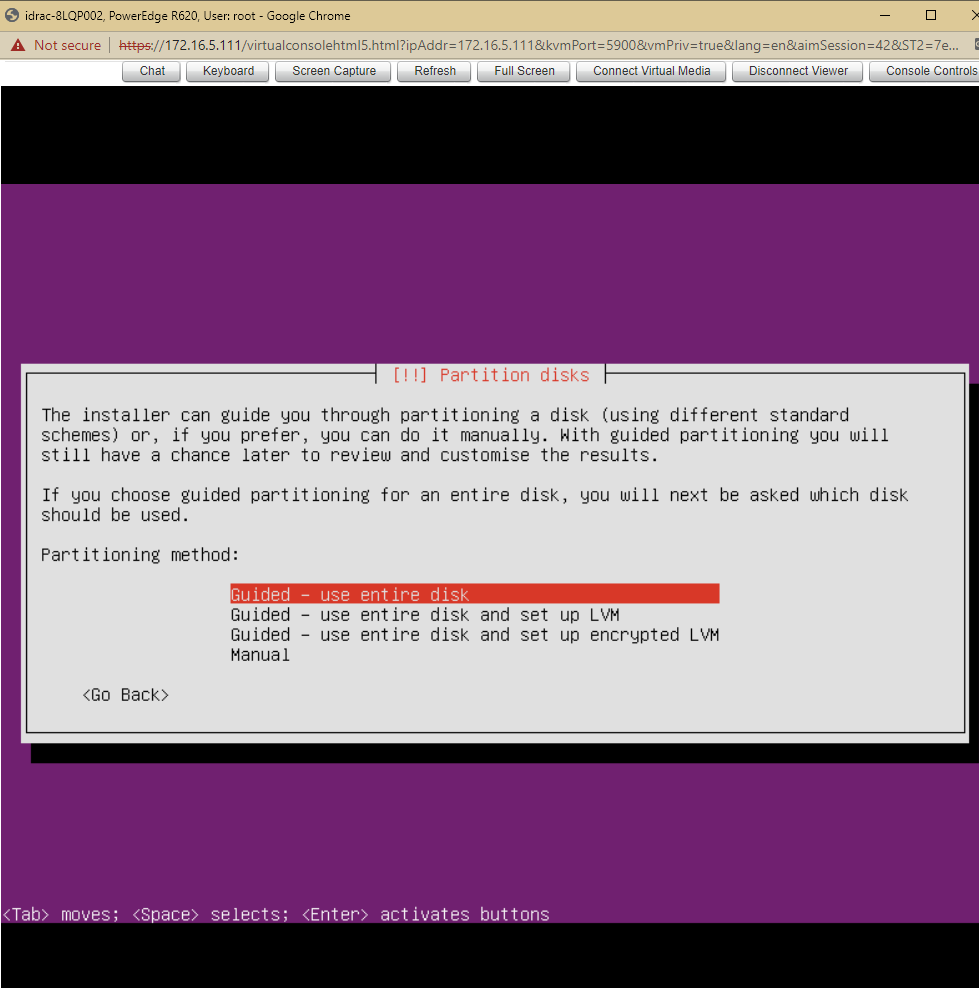 idrac-8LQP002, PowerEdge R620, User: root - Google Chrome
Not secure | https://172.16.5.111/virtualconsolehtml5.html?ipAddr=172.16.5.111&kvmPort=5900&vmPriv=true&lang=en&aimSession=42&ST2=7e...
Chat Keyboard Screen Capture Refresh Full Screen Connect Virtual Media Disconnect Viewer Console Controls
[!!] Partition disks
The installer can guide you through partitioning a disk (using different standard
schemes) or, if you prefer, you can do it manually. With guided partitioning you will
still have a chance later to review and customise the results.
If you choose guided partitioning for an entire disk, you will next be asked which disk
should be used.
Partitioning method:
Guided - use entire disk
Guided - use entire disk and set up LVM
Guided - use entire disk and set up encrypted LVM
Manual
<Go Back>
<Tab> moves; <Space> selects; <Enter> activates buttons